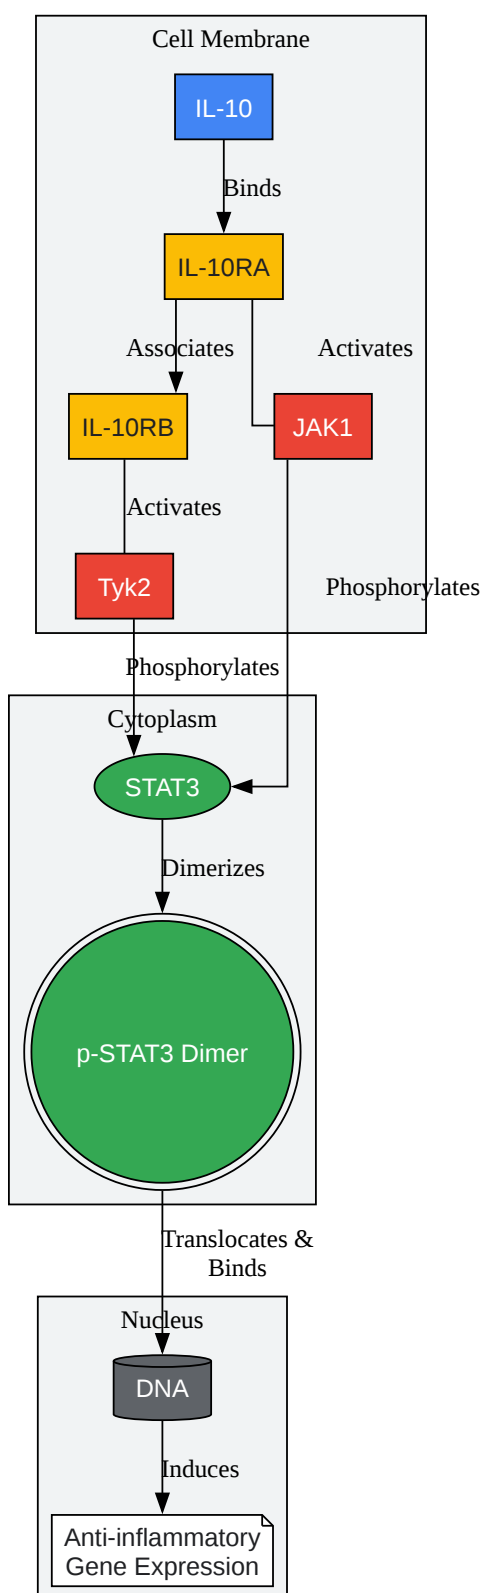 Cell Membrane
IL-10
Binds
IL-10RA
Associates
Activates
IL-10RB
JAK1
Activates
Tyk2
Phosphorylates
Phosphorylates
Cytoplasm
STAT3
Dimerizes
p-STAT3 Dimer
Translocates &
Binds
Nucleus
DNA
Induces
Anti-inflammatory
Gene Expression